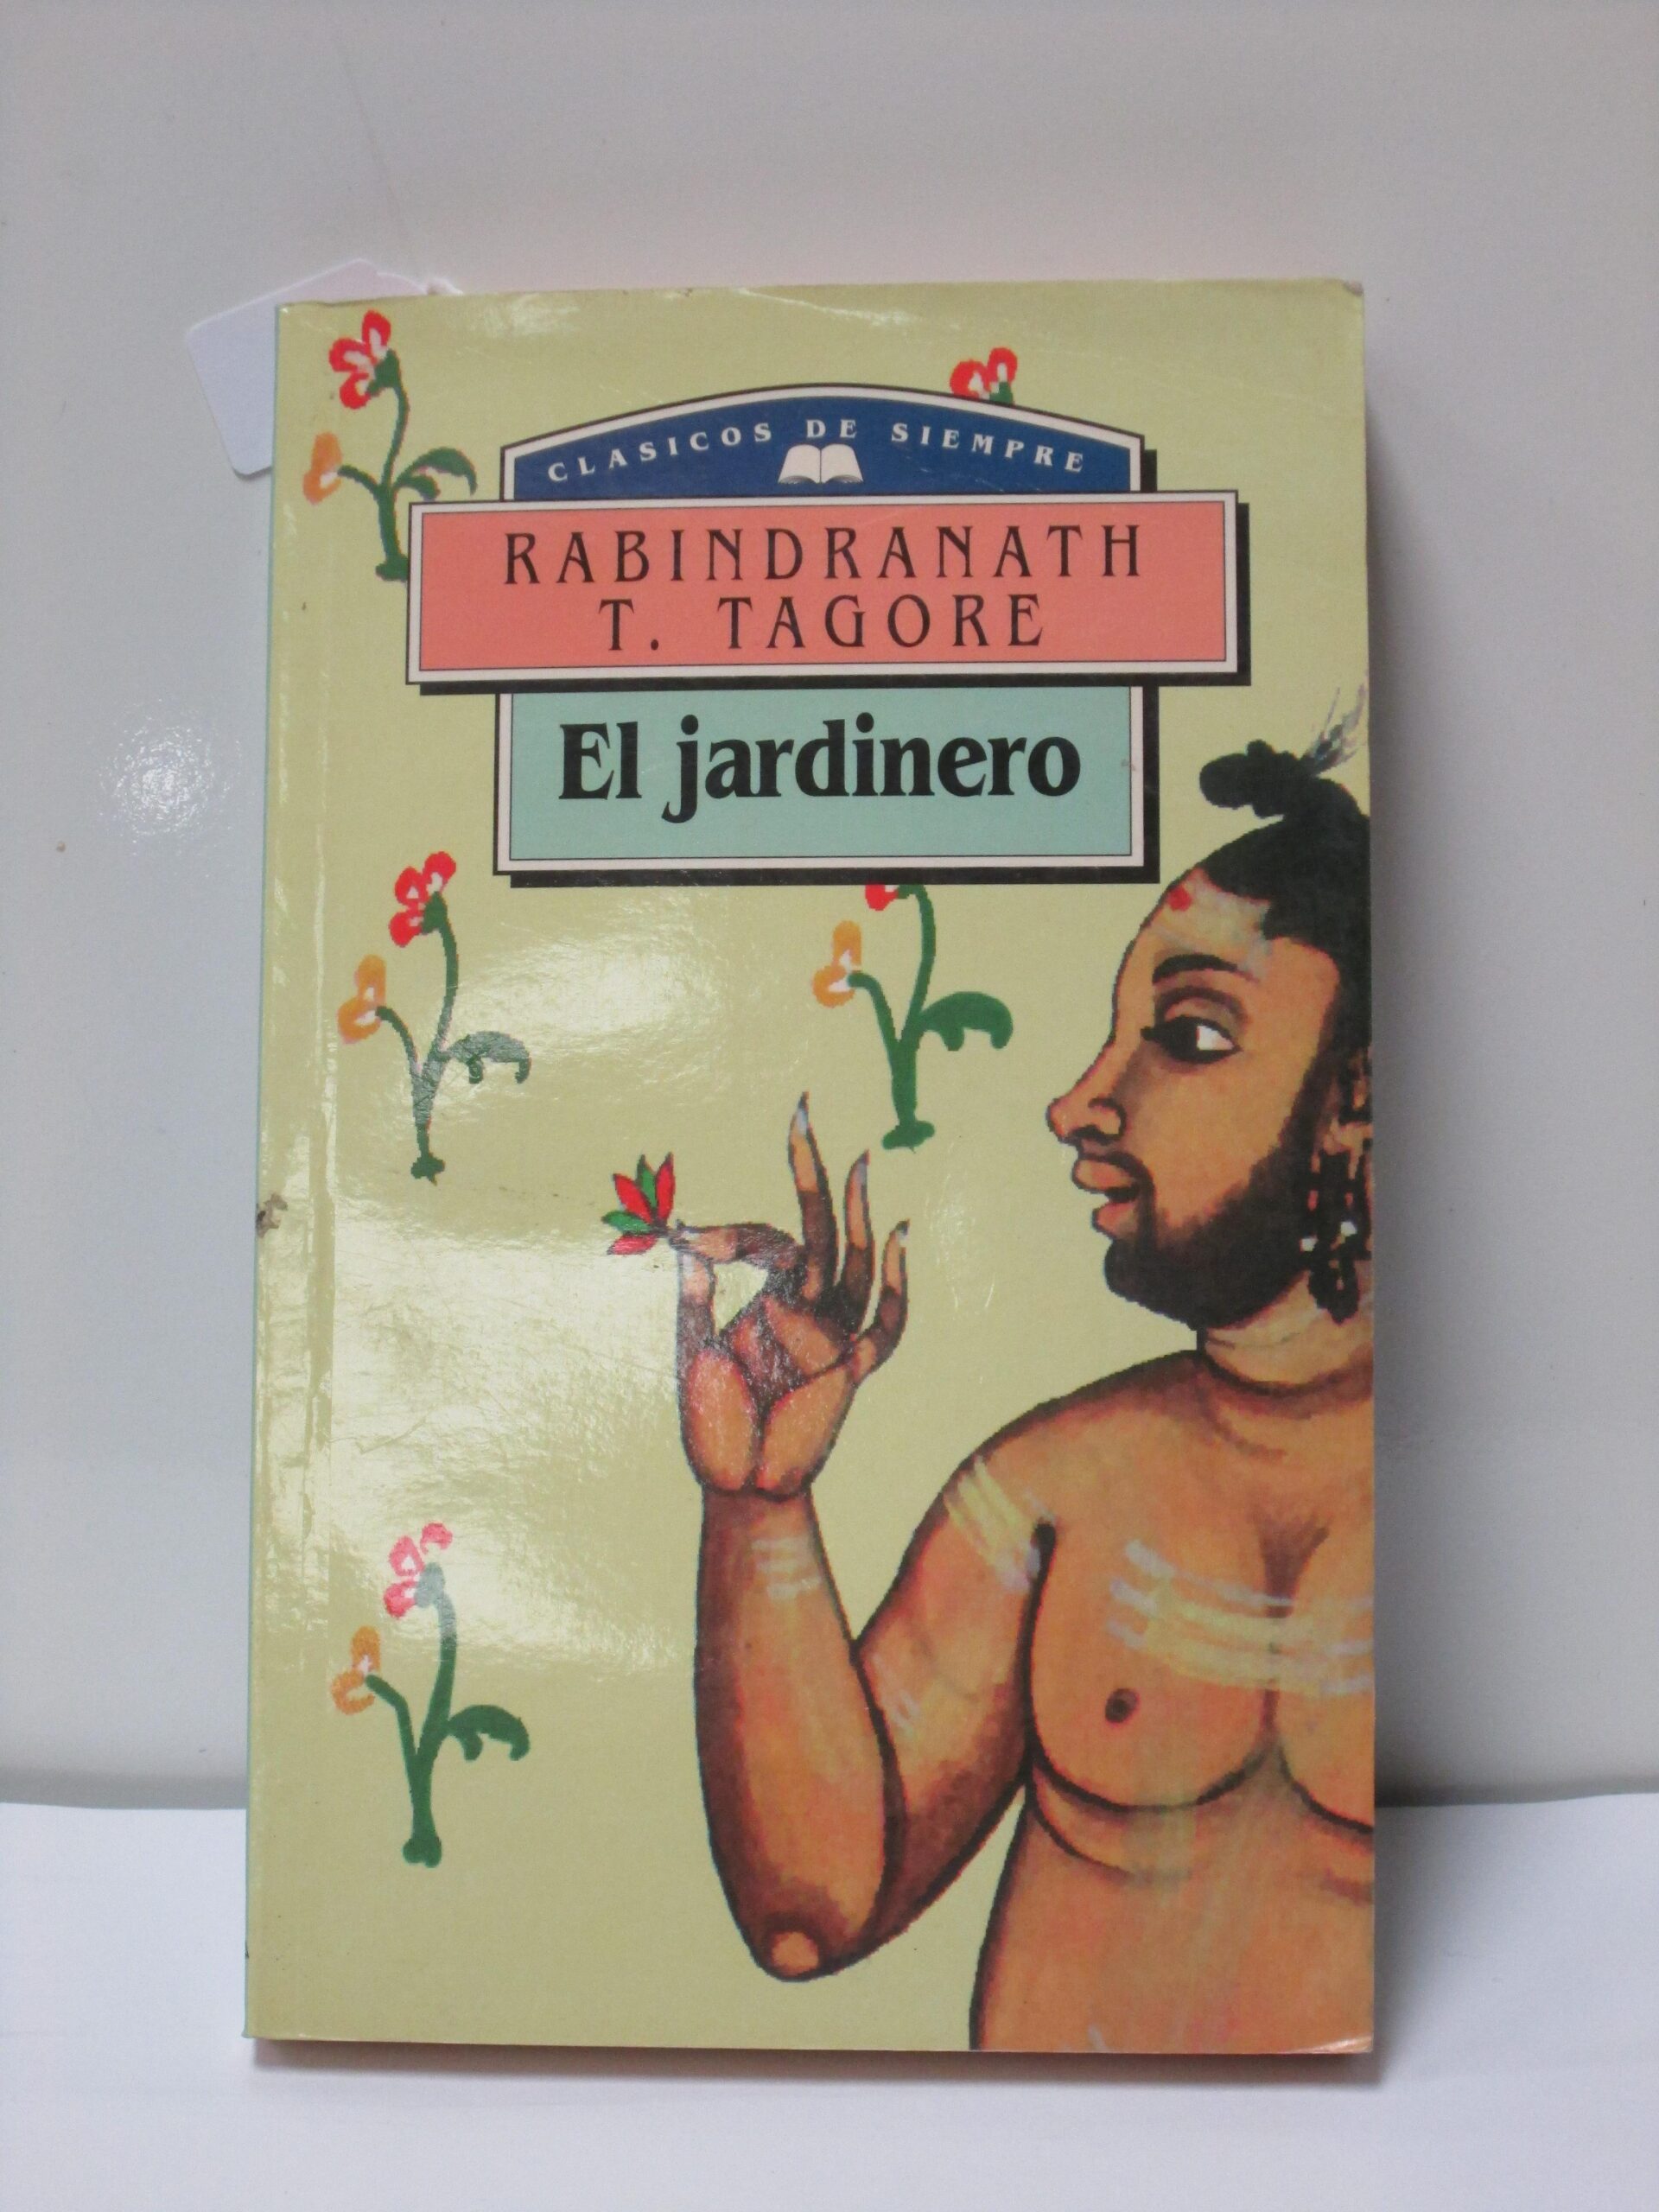 CLASICOS DE SIEMPRE
RABINDRANATH
T. TAGORE
El jardinero